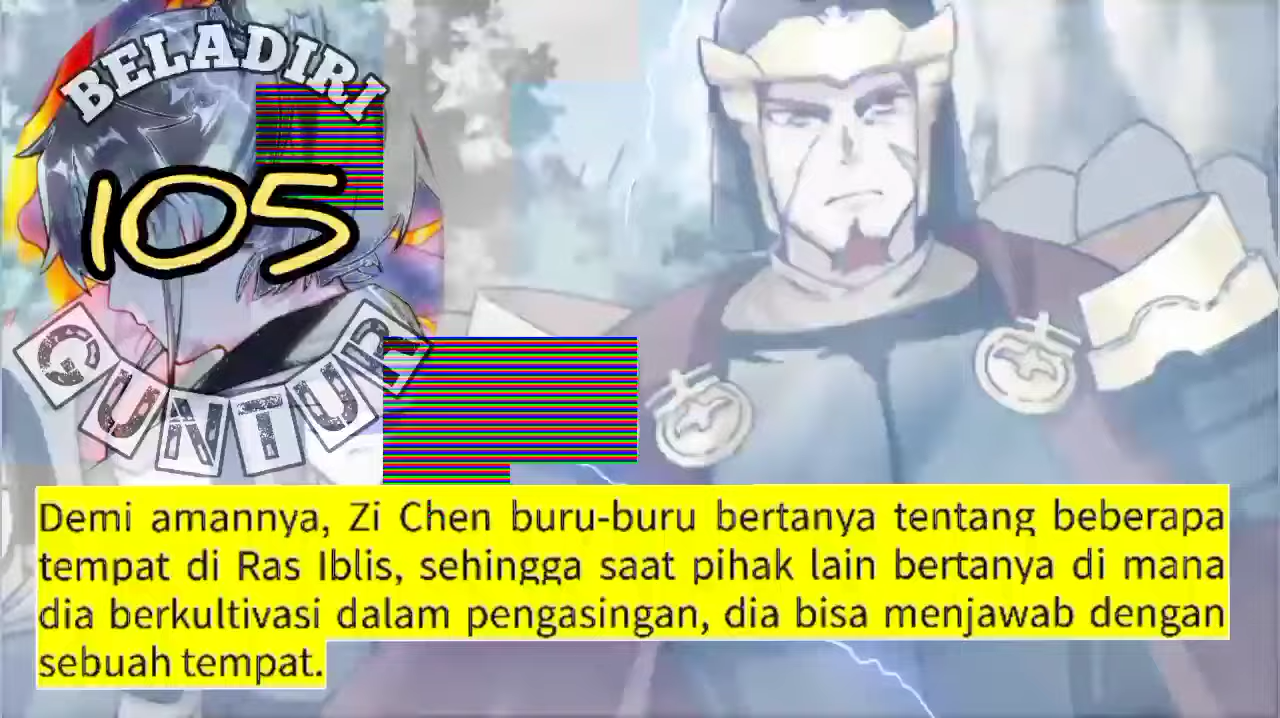 BELADIRI
105
GUNTUR
Demi amannya, Zi Chen buru-buru bertanya tentang beberapa
tempat di Ras Iblis, sehingga saat pihak lain bertanya di mana
dia berkultivasi dalam pengasingan, dia bisa menjawab dengan
sebuah tempat.